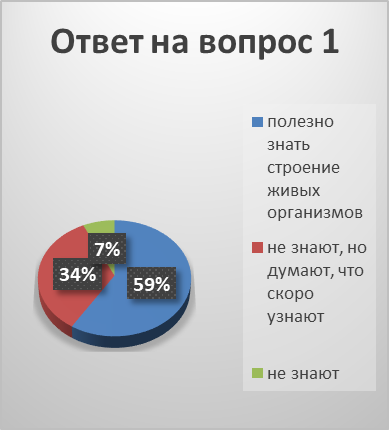 Ответ на вопрос 1
полезно
знать
строение
живых
организмов
не знают, но
думают, что
скоро
узнают
не знают
7%
34%
59%